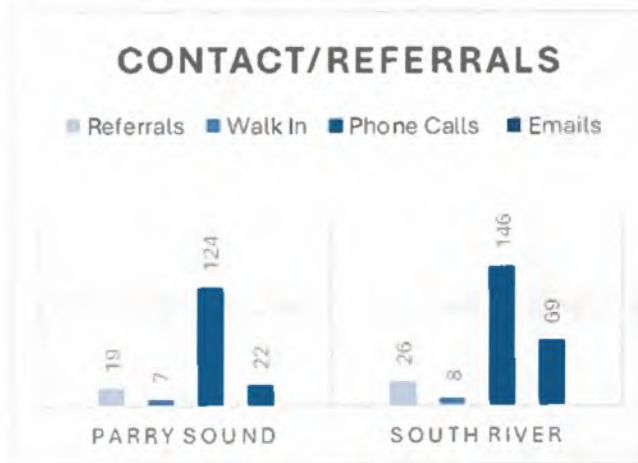 CONTACT/REFERRALS
Referrals Walk In Phone Calls Emails
19 7 124 22 26 8 146 69
PARRY SOUND SOUTH RIVER